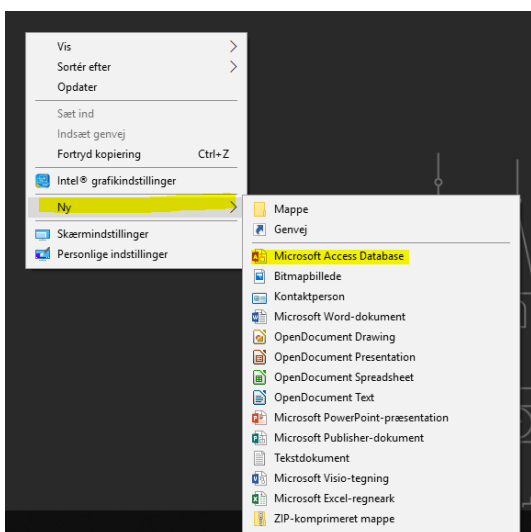 Vis
Sortér efter
Opdater
Sæt ind
Indsæt genvej
Fortryd kopiering Ctrl+Z
Intel® grafikindstillinger
Ny
Skærmindstillinger
Personlige indstillinger
Mappe
Genvej
Microsoft Access Database
Bitmapbillede
Kontaktperson
Microsoft Word-dokument
OpenDocument Drawing
OpenDocument Presentation
OpenDocument Spreadsheet
OpenDocument Text
Microsoft PowerPoint-præsentation
Microsoft Publisher-dokument
Tekstdokument
Microsoft Visio-tegning
Microsoft Excel-regneark
ZIP-komprimeret mappe